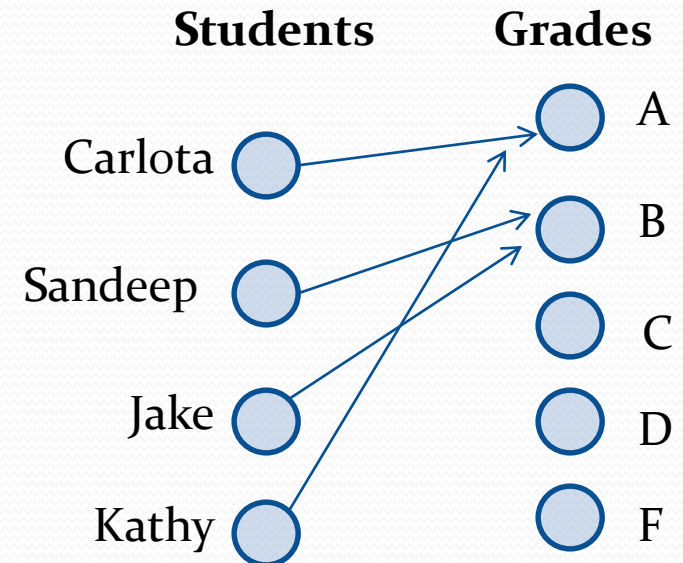 Students Grades
A
Carlota
B
Sandeep
C
Jake
D
Kathy
F